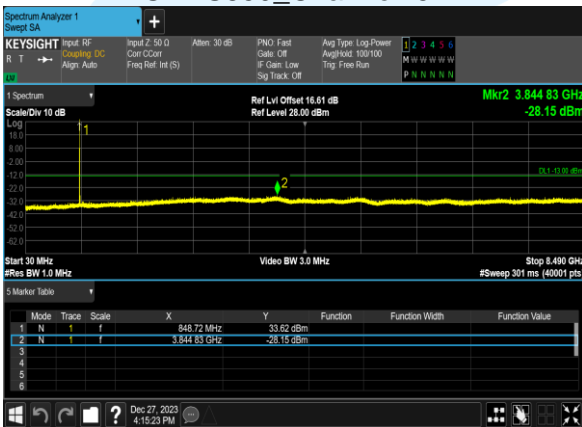 Spectrum Analyzer 1
Swept SA
+
KEYSIGHT Input: RF Input Z: 50 Ω Atten: 30 dB PNO: Fast Avg Type: Log-Power 1 2 3 4 5 6
R T Coupling: DC Corr CCorr Gate: Off Avg|Hold: 100/100 M W W W W W
Align: Auto Freq Ref: Int (S) IF Gain: Low Trig: Free Run
LW Sig Track: Off P N N N N N
1 Spectrum Ref Lvl Offset 16.61 dB Mkr2 3.844 83 GHz
Scale/Div 10 dB Ref Level 28.00 dBm -28.15 dBm
Log
18.0 1
8.00
-2.00
-12.0 DL1 -13.00 dBm
-22.0 2
-32.0
-42.0
-52.0
-62.0
Start 30 MHz Video BW 3.0 MHz Stop 8.490 GHz
#Res BW 1.0 MHz #Sweep 301 ms (40001 pts)
5 Marker Table
Mode Trace Scale X Y Function Function Width Function Value
1 N 1 f 848.72 MHz 33.62 dBm
2 N 1 f 3.844 83 GHz -28.15 dBm
3
4
5
6
? Dec 27, 2023
4:15:23 PM